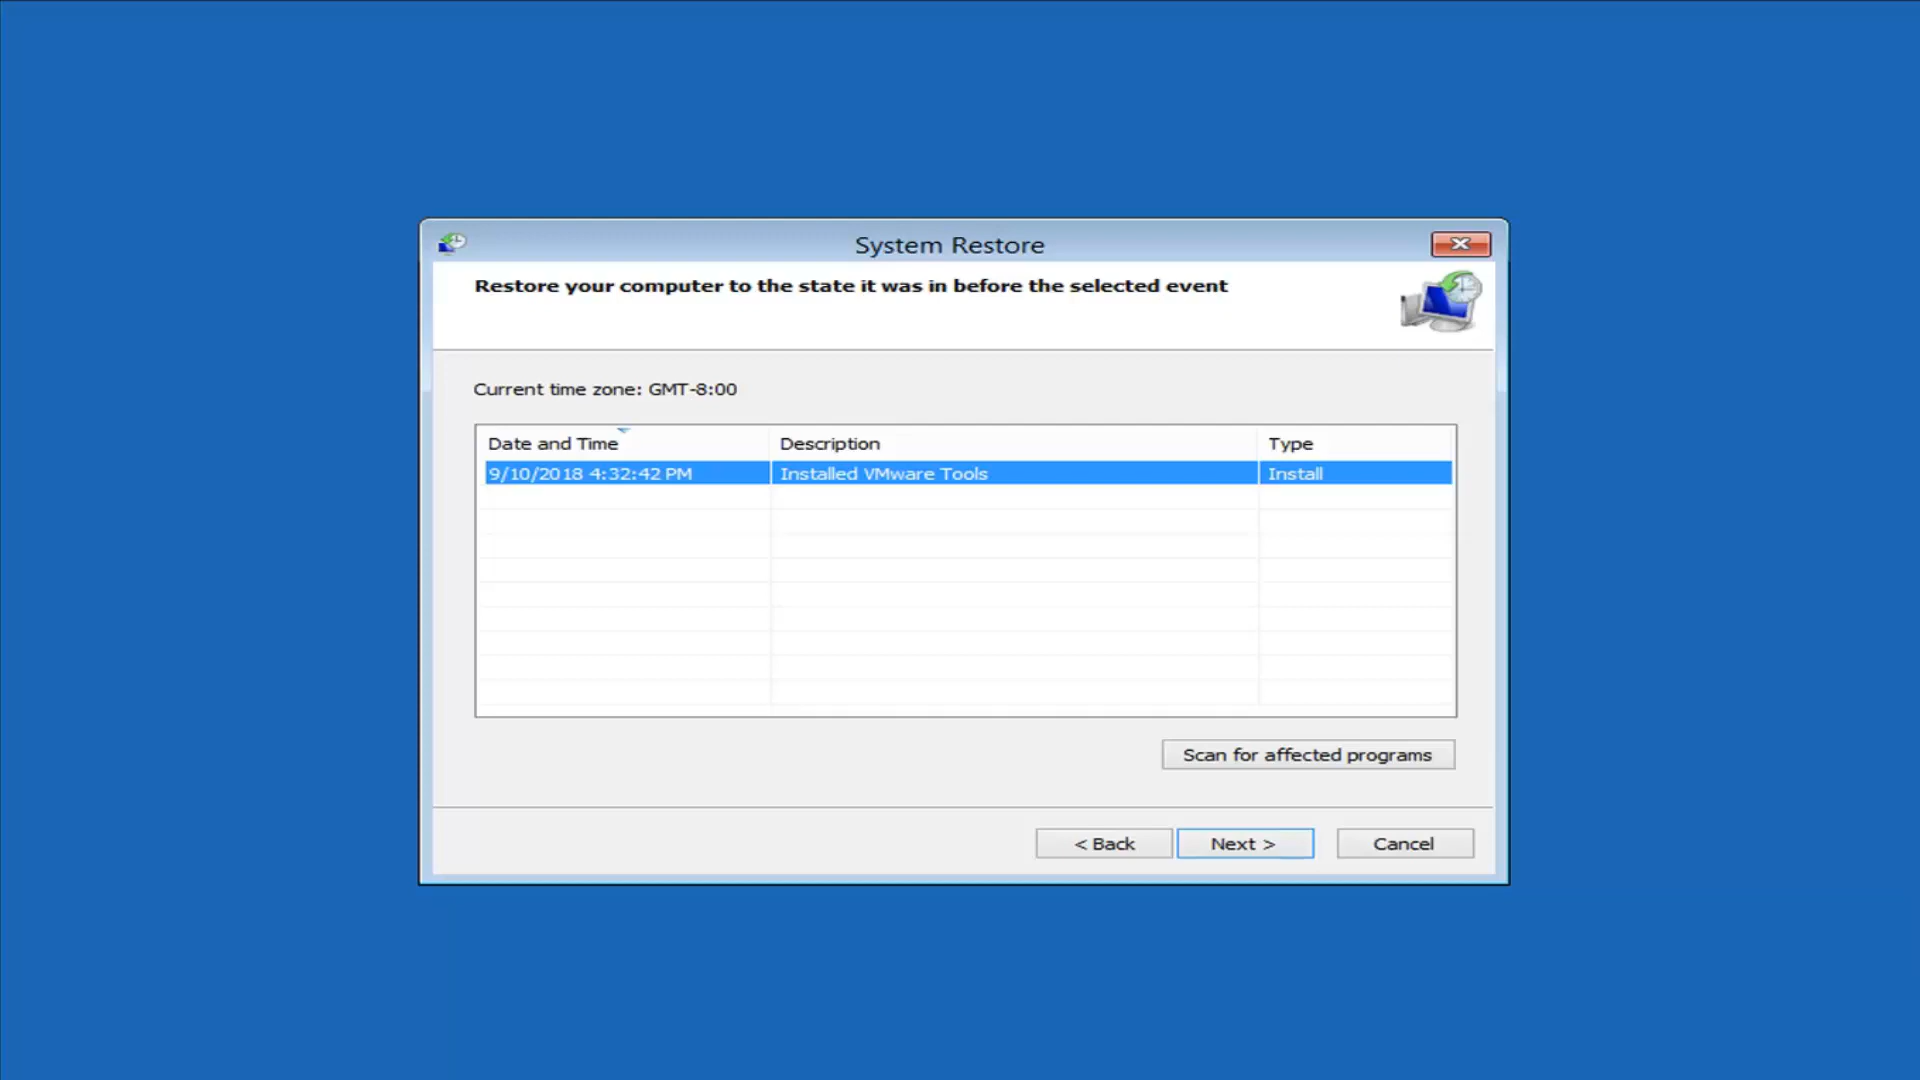 System Restore
Restore your computer to the state it was in before the selected event
Current time zone: GMT-8:00
Date and Time Description Type
9/10/2018 4:32:42 PM Installed VMware Tools Install
Scan for affected programs
< Back Next > Cancel